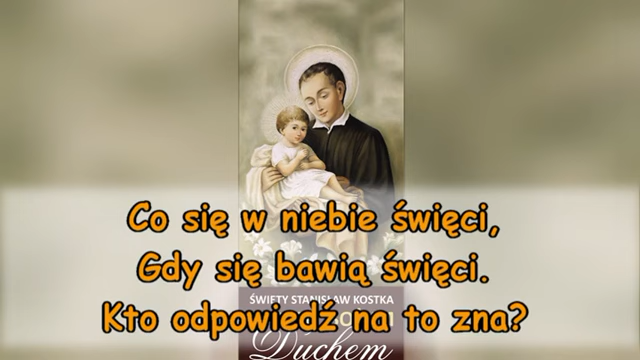 Co się w niebie święci,
Gdy się bawią święci.
ŚWIĘTY STANISŁAW KOSTKA
Kto odpowiedź na to zna?
Duchem